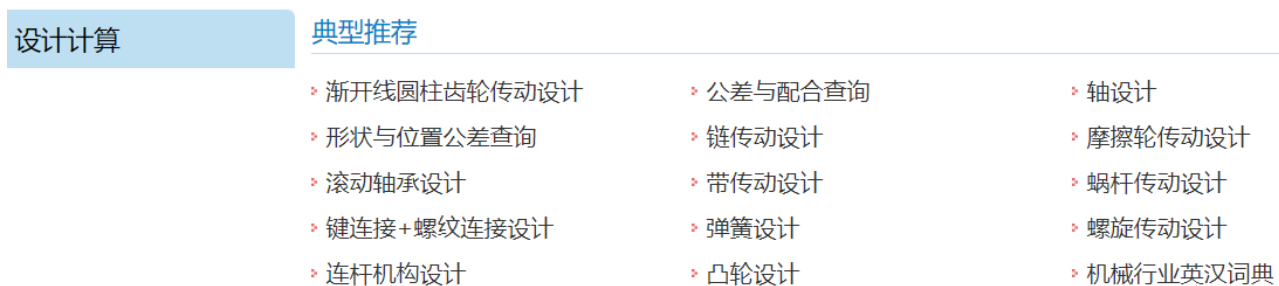 设计计算
典型推荐
渐开线圆柱齿轮传动设计
公差与配合查询
轴设计
形状与位置公差查询
链传动设计
摩擦轮传动设计
滚动轴承设计
带传动设计
蜗杆传动设计
键连接+螺纹连接设计
弹簧设计
螺旋传动设计
连杆机构设计
凸轮设计
机械行业英汉词典